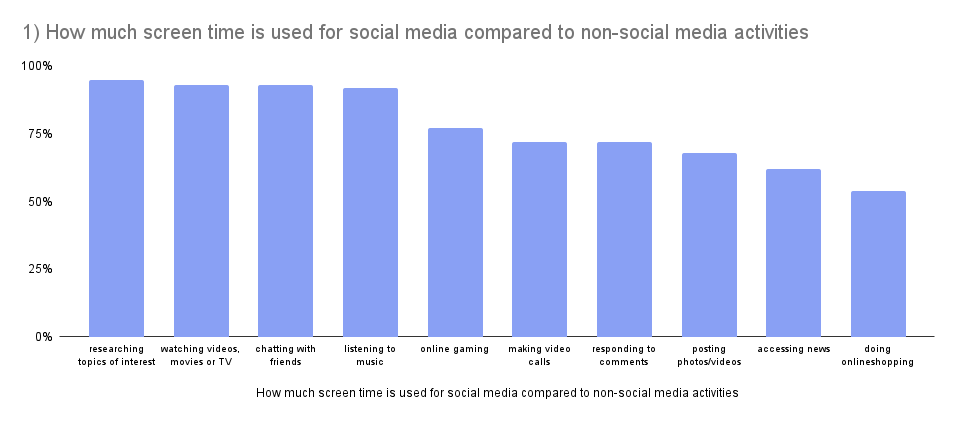 1) How much screen time is used for social media compared to non-social media activities
100%
75%
50%
25%
0%
researching
topics of interest
watching videos,
movies or TV
chatting with
friends
listening to
music
online gaming
making video
calls
responding to
comments
posting
photos/videos
accessing news
doing
onlineshopping
How much screen time is used for social media compared to non-social media activities